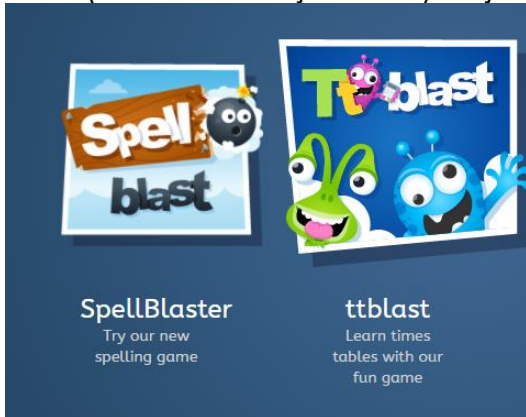 Spell
blast
Tt blast
SpellBlaster
Try our new
spelling game
ttblast
Learn times
tables with our
fun game